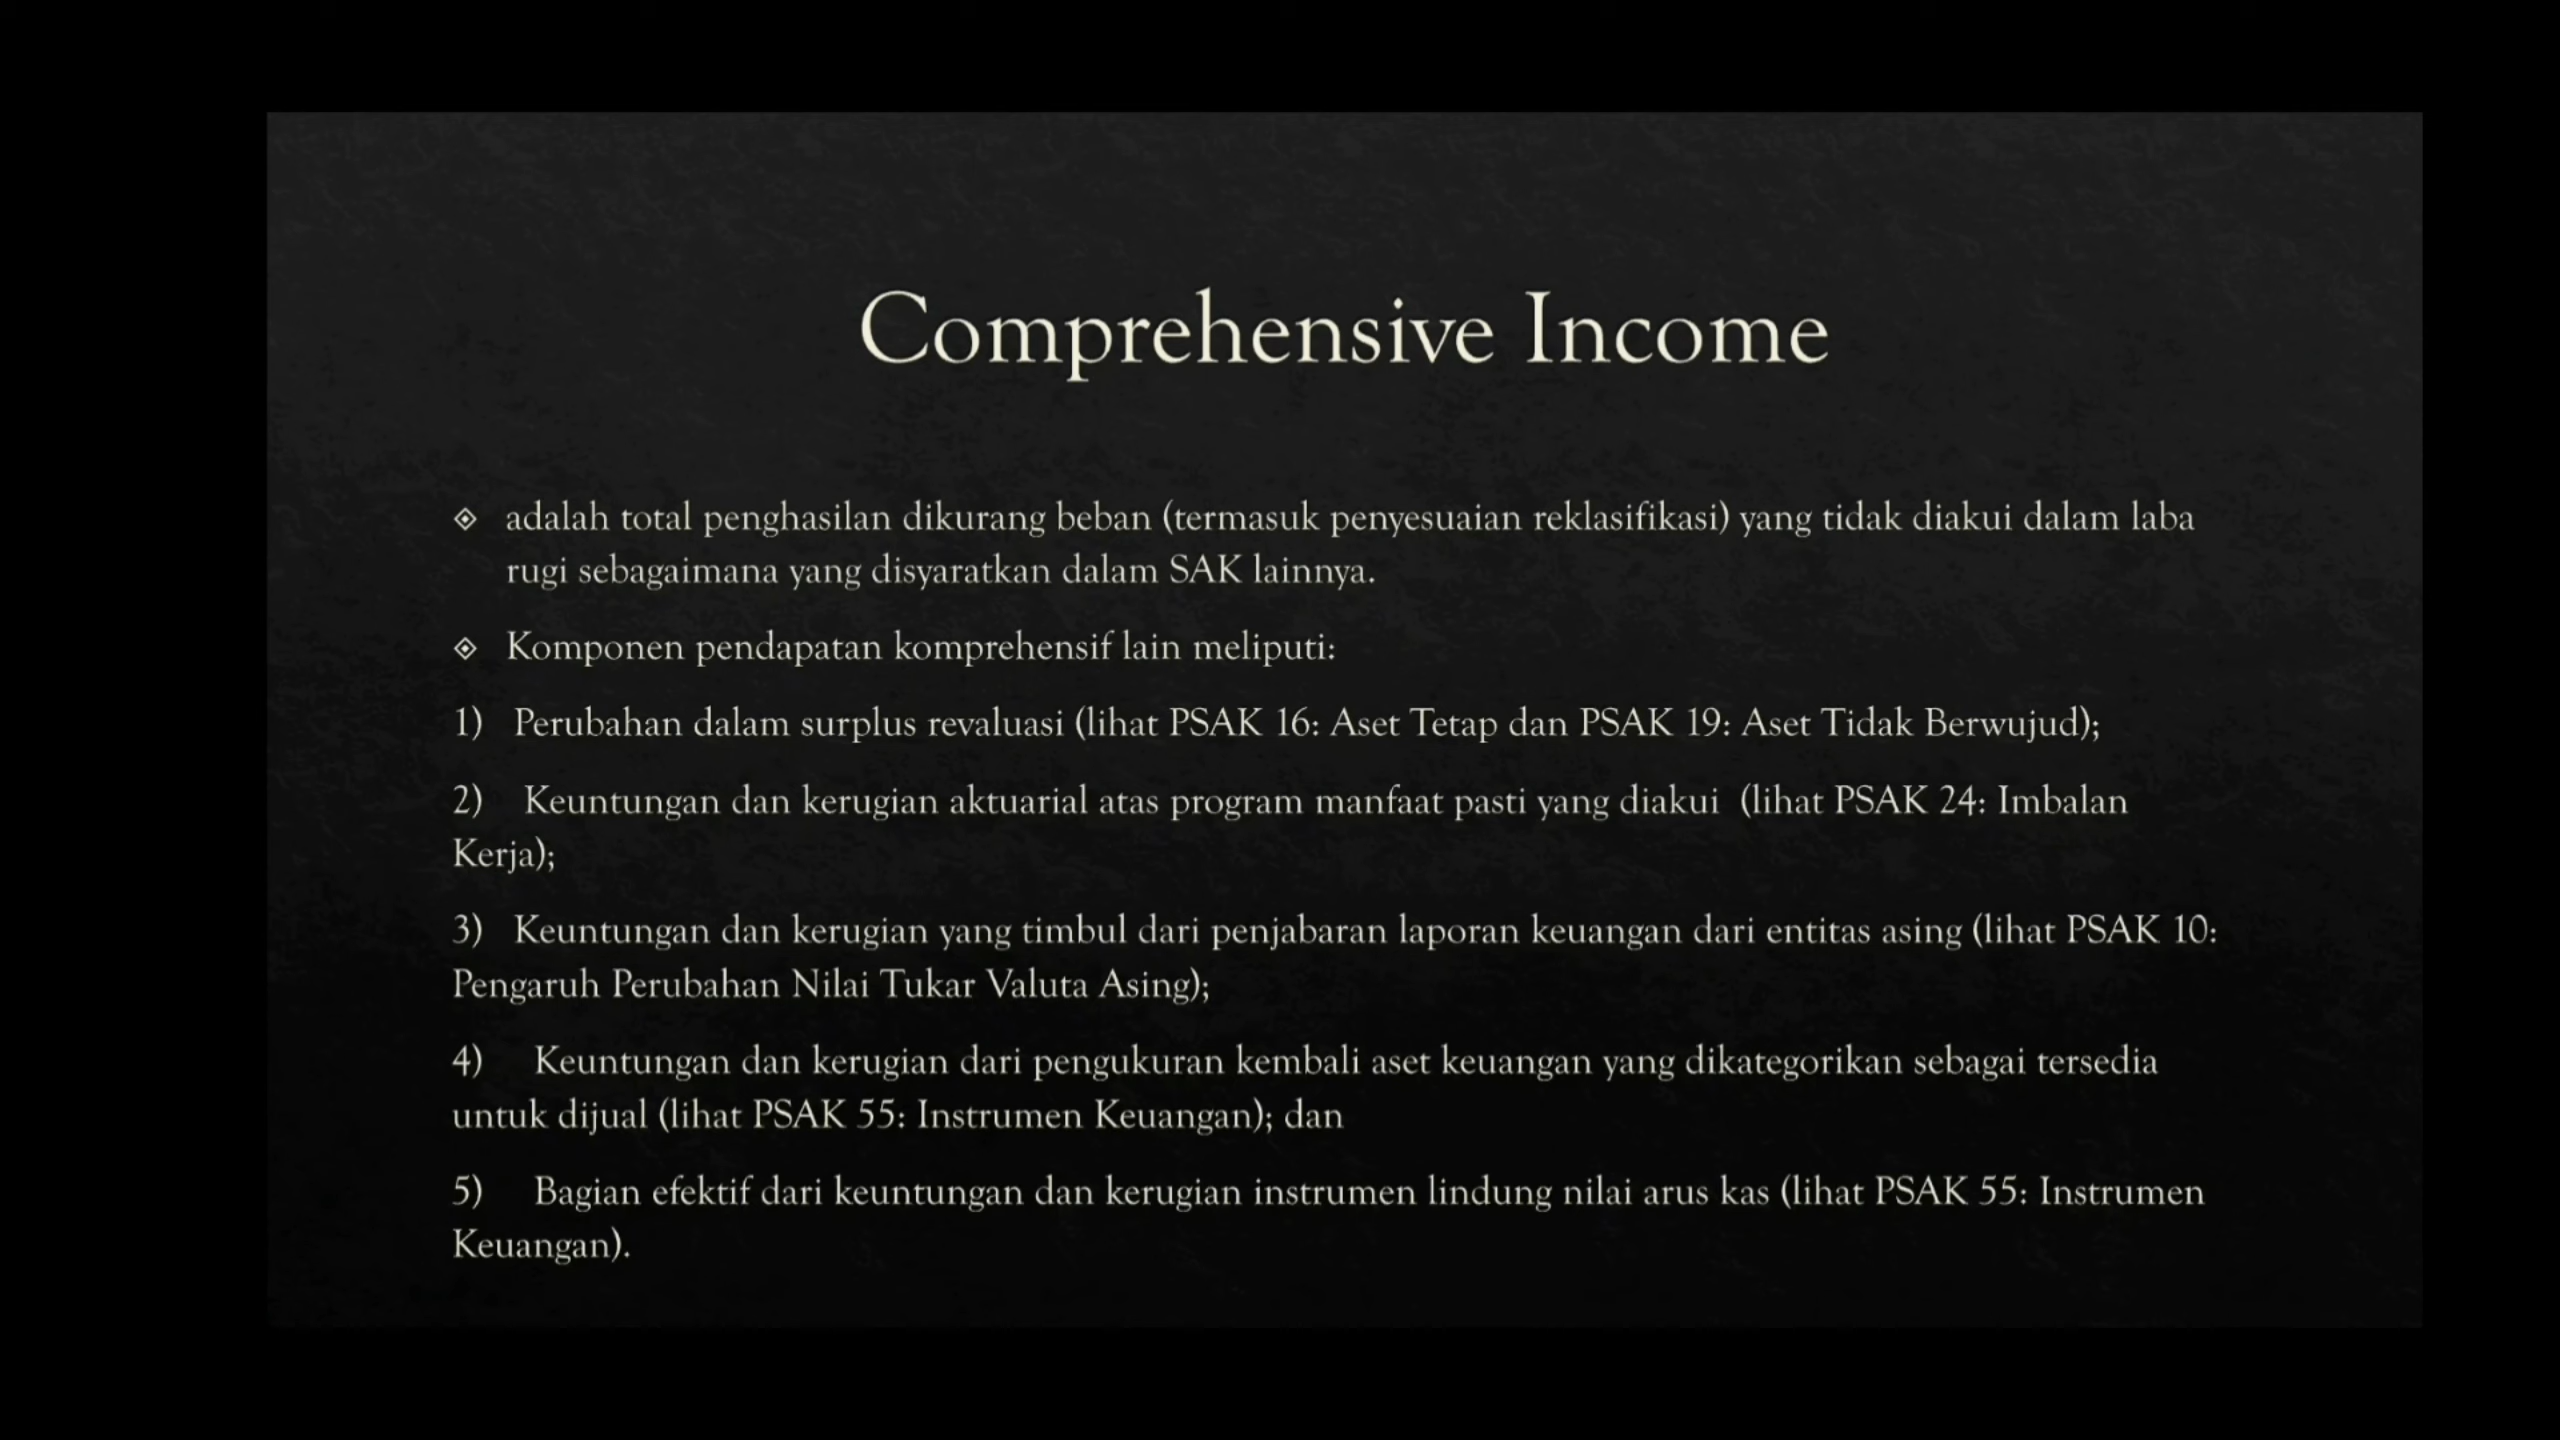 Comprehensive Income
adalah total penghasilan dikurang beban (termasuk penyesuaian reklasifikasi) yang tidak diakui dalam laba
rugi sebagaimana yang disyaratkan dalam SAK lainnya.
Komponen pendapatan komprehensif lain meliputi:
1) Perubahan dalam surplus revaluasi (lihat PSAK 16: Aset Tetap dan PSAK 19: Aset Tidak Berwujud);
2) Keuntungan dan kerugian aktuarial atas program manfaat pasti yang diakui (lihat PSAK 24: Imbalan
Kerja);
3) Keuntungan dan kerugian yang timbul dari penjabaran laporan keuangan dari entitas asing (lihat PSAK 10:
Pengaruh Perubahan Nilai Tukar Valuta Asing);
4) Keuntungan dan kerugian dari pengukuran kembali aset keuangan yang dikategorikan sebagai tersedia
untuk dijual (lihat PSAK 55: Instrumen Keuangan); dan
5) Bagian efektif dari keuntungan dan kerugian instrumen lindung nilai arus kas (lihat PSAK 55: Instrumen
Keuangan).